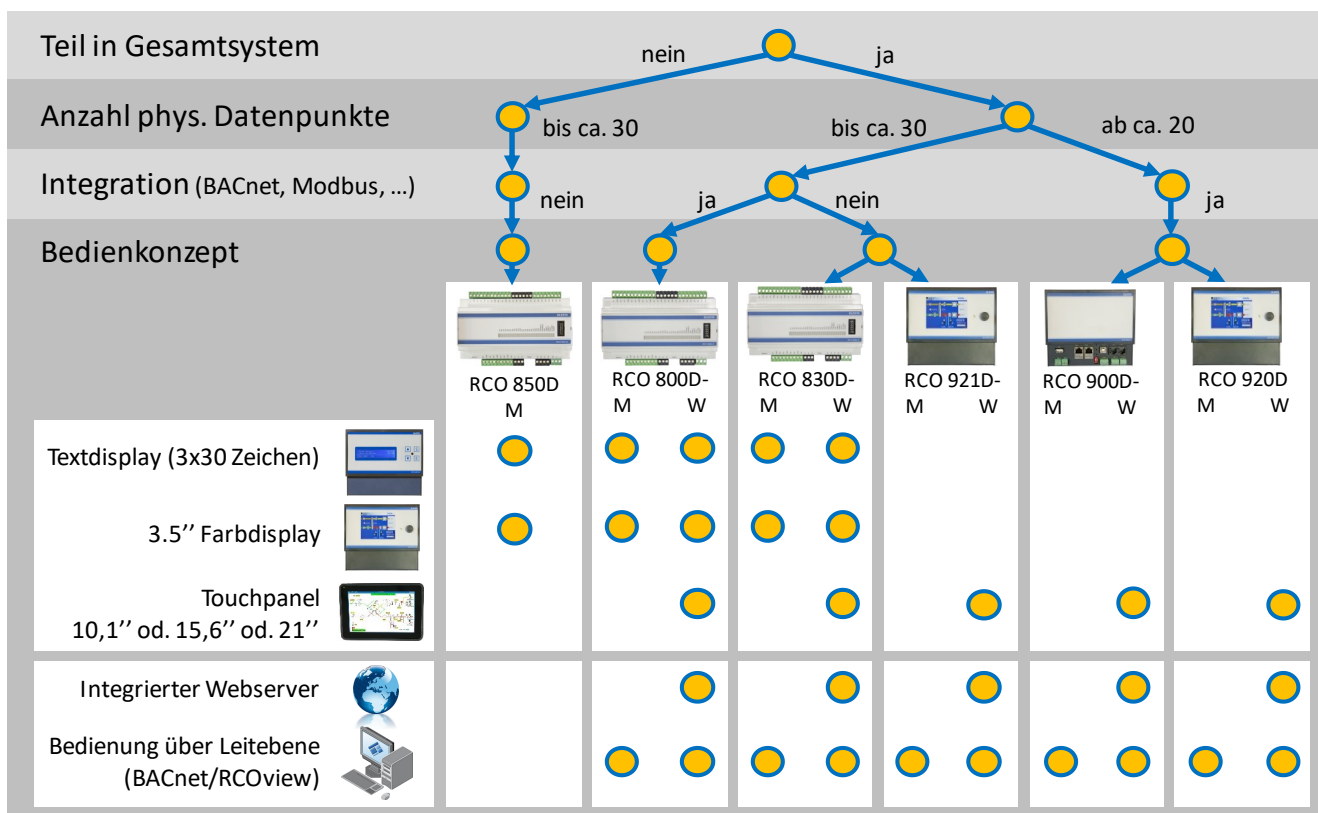 Teil in Gesamtsystem
nein
ja
Anzahl phys. Datenpunkte
bis ca. 30
bis ca. 30
ab ca. 20
Integration (BACnet, Modbus, ...)
nein
ja
nein
ja
Bedienkonzept
RCO 850D
M
RCO 800D-
M W
RCO 830D-
M W
RCO 921D-
M W
RCO 900D-
M W
RCO 920D
M W
Textdisplay (3x30 Zeichen)
3.5’’ Farbdisplay
Touchpanel
10,1’’ od. 15,6’’ od. 21’’
Integrierter Webserver
Bedienung über Leitebene
(BACnet/RCOview)